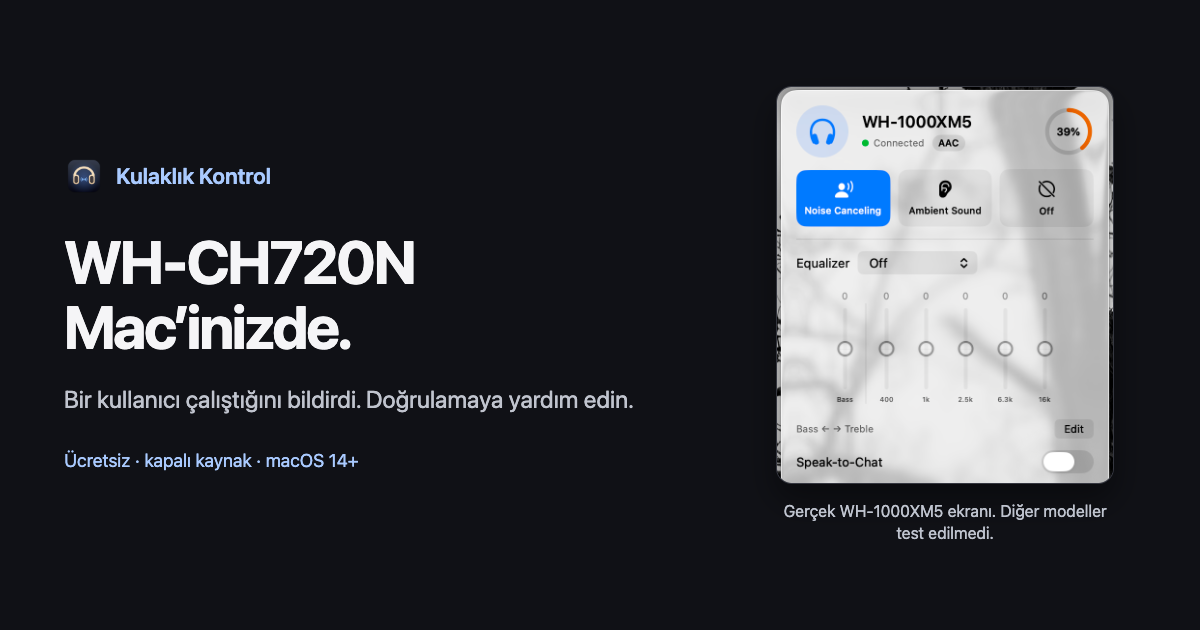 Kulaklık Kontrol
WH-CH720N
Mac’inizde.
Bir kullanıcı çalıştığını bildirdi. Doğrulamaya yardım edin.
Ücretsiz · kapalı kaynak · macOS 14+
WH-1000XM5
Connected AAC
39%
Noise Canceling
Ambient Sound
Off
Equalizer Off
0 0 0 0 0 0
Bass 400 1k 2.5k 6.3k 16k
Bass ← → Treble
Edit
Speak-to-Chat
Gerçek WH-1000XM5 ekranı. Diğer modeller
test edilmedi.